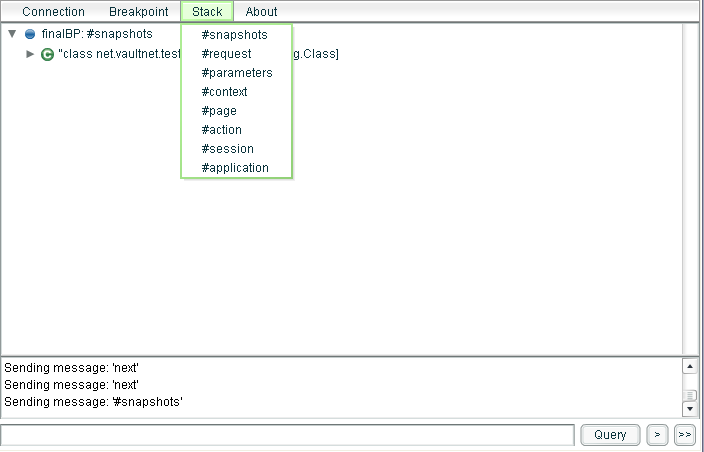 Connection Breakpoint Stack About
finalBP: #snapshots
"class net.vaultnet.test g.Class]
#snapshots
#request
#parameters
#context
#page
#action
#session
#application
Sending message: 'next'
Sending message: 'next'
Sending message: '#snapshots'
Query > >>